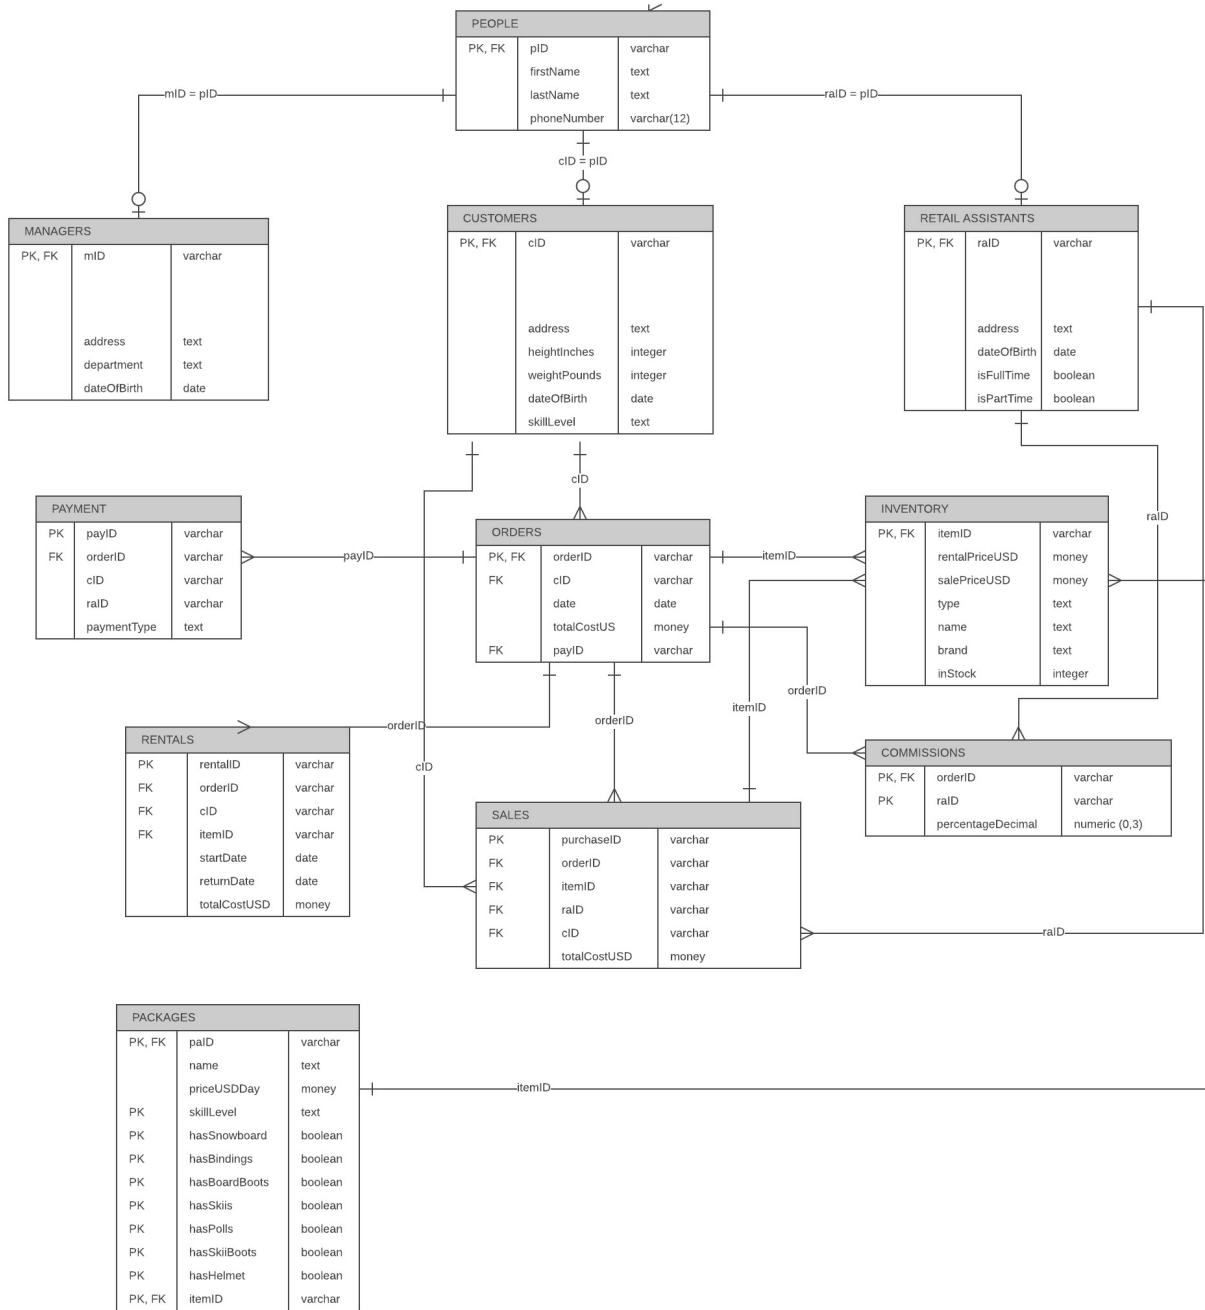 PEOPLE
PK, FK pID varchar
firstName text
lastName text
phoneNumber varchar(12)
mID = pID
raID = pID
cID = pID
MANAGERS
PK, FK mID varchar
address text
department text
dateOfBirth date
CUSTOMERS
PK, FK cID varchar
address text
heightInches integer
weightPounds integer
dateOfBirth date
skillLevel text
RETAIL ASSISTANTS
PK, FK raID varchar
address text
dateOfBirth date
isFullTime boolean
isPartTime boolean
cID
raID
PAYMENT
PK payID varchar
FK orderID varchar
cID varchar
raID varchar
paymentType text
payID
ORDERS
PK, FK orderID varchar
FK cID varchar
date date
totalCostUS money
FK payID varchar
itemID
INVENTORY
PK, FK itemID varchar
rentalPriceUSD money
salePriceUSD money
type text
name text
brand text
inStock integer
orderID
itemID
orderID
orderID
cID
RENTALS
PK rentalID varchar
FK orderID varchar
FK cID varchar
FK itemID varchar
startDate date
returnDate date
totalCostUSD money
COMMISSIONS
PK, FK orderID varchar
PK raID varchar
percentageDecimal numeric (0,3)
SALES
PK purchaseID varchar
FK orderID varchar
FK itemID varchar
FK raID varchar
FK cID varchar
totalCostUSD money
raID
PACKAGES
PK, FK paID varchar
name text
priceUSDDay money
PK skillLevel text
PK hasSnowboard boolean
PK hasBindings boolean
PK hasBoardBoots boolean
PK hasSkiis boolean
PK hasPolls boolean
PK hasSkiiBoots boolean
PK hasHelmet boolean
PK, FK itemID varchar
itemID